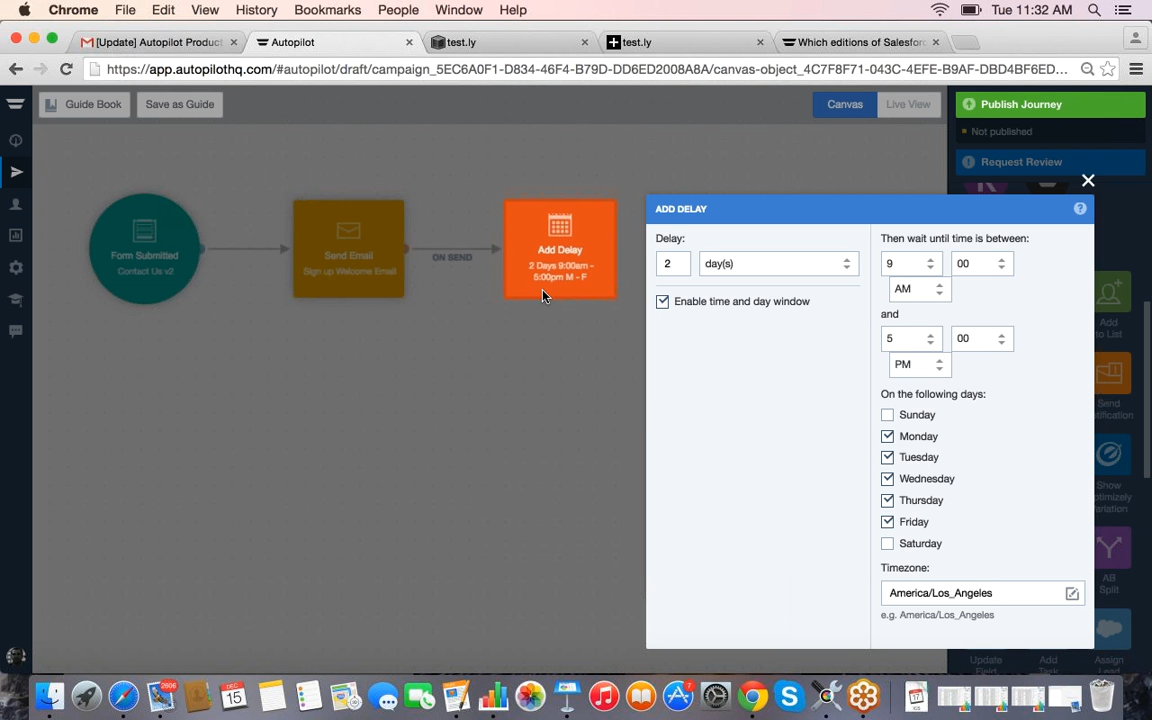 Chrome File Edit View History Bookmarks People Window Help
Tue 11:32 AM
[Update] Autopilot Produc
Autopilot
test.ly
test.ly
Which editions of Salesfor
https://app.autopilothq.com/#autopilot/draft/campaign_5EC6A0F1-D834-46F4-B79D-DD6ED2008A8A/canvas-object_4C7F8F71-043C-4EFE-B9AF-DBD4BF6ED...
Guide Book
Save as Guide
Canvas
Live View
Publish Journey
Not published
Request Review
Form Submitted
Contact Us v2
Send Email
Sign up Welcome Email
ON SEND
Add Delay
2 Days 9:00am -
5:00pm M - F
ADD DELAY
?
Delay:
2
day(s)
Enable time and day window
Then wait until time is between:
9
00
AM
and
5
00
PM
On the following days:
Sunday
Monday
Tuesday
Wednesday
Thursday
Friday
Saturday
Timezone:
America/Los_Angeles
e.g. America/Los_Angeles
Add
to List
Send
Notification
Show
Optimizely
Variation
AB
Split
Update
Field
Add
Task
Assign
Lead
2606
DEC
15
7
17